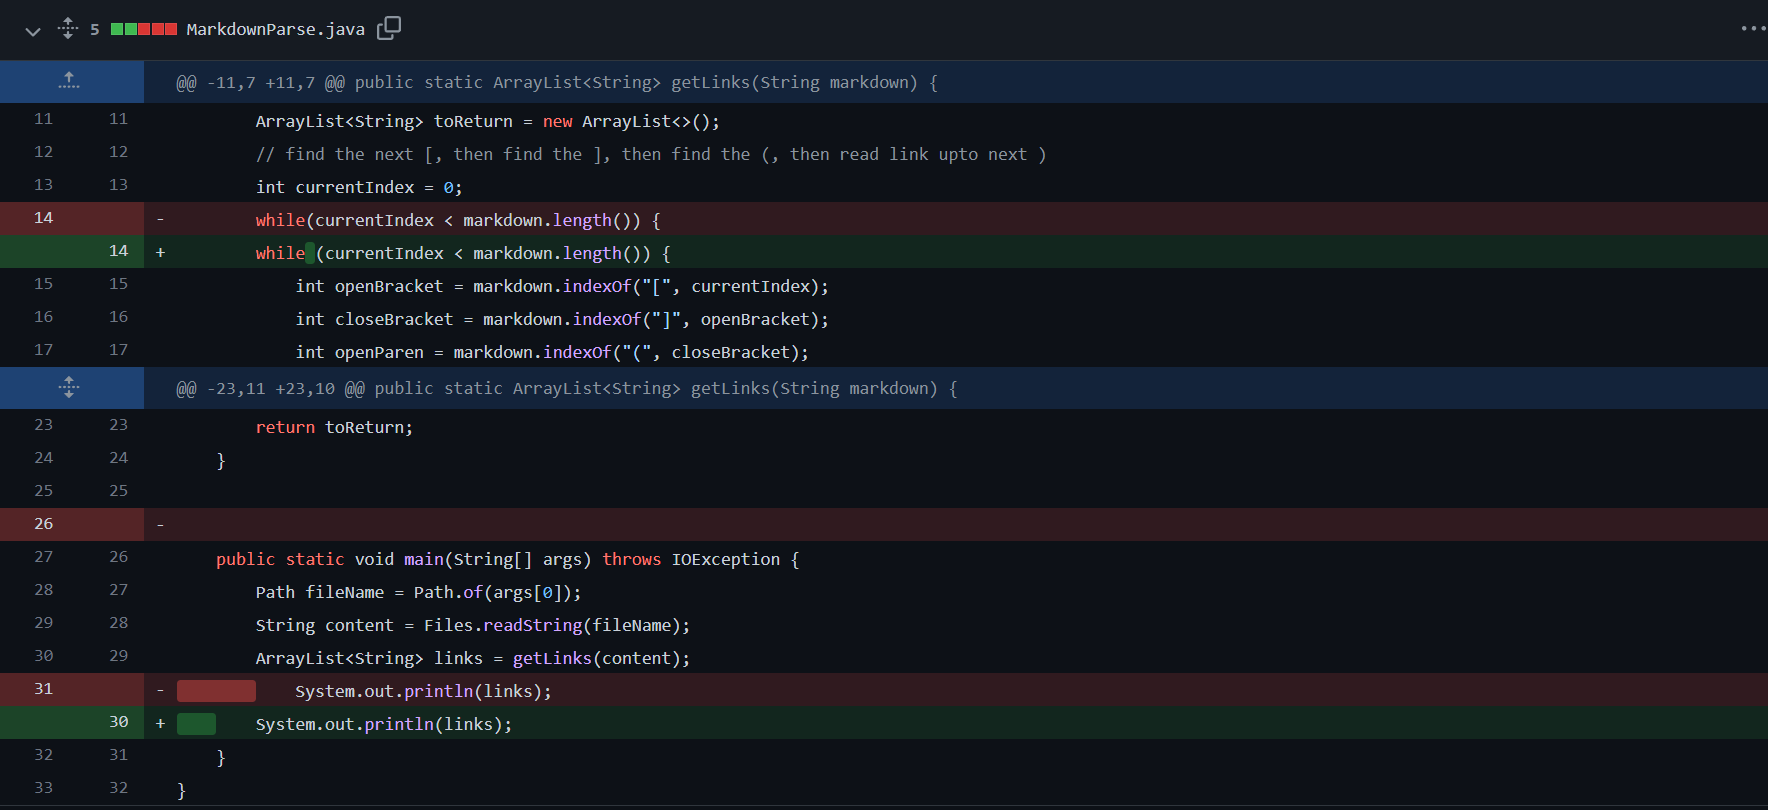 5 MarkdownParse.java
@@ -11,7 +11,7 @@ public static ArrayList<String> getLinks(String markdown) {
11 11 ArrayList<String> toReturn = new ArrayList<>();
12 12 // find the next [, then find the ], then find the (, then read link upto next )
13 13 int currentIndex = 0;
14 - while(currentIndex < markdown.length()) {
14 + while (currentIndex < markdown.length()) {
15 15 int openBracket = markdown.indexOf("[", currentIndex);
16 16 int closeBracket = markdown.indexOf("]", openBracket);
17 17 int openParen = markdown.indexOf("(", closeBracket);
@@ -23,11 +23,10 @@ public static ArrayList<String> getLinks(String markdown) {
23 23 return toReturn;
24 24 }
25 25
26 -
27 26 public static void main(String[] args) throws IOException {
28 27 Path fileName = Path.of(args[0]);
29 28 String content = Files.readString(fileName);
30 29 ArrayList<String> links = getLinks(content);
31 - System.out.println(links);
30 + System.out.println(links);
32 31 }
33 32 }